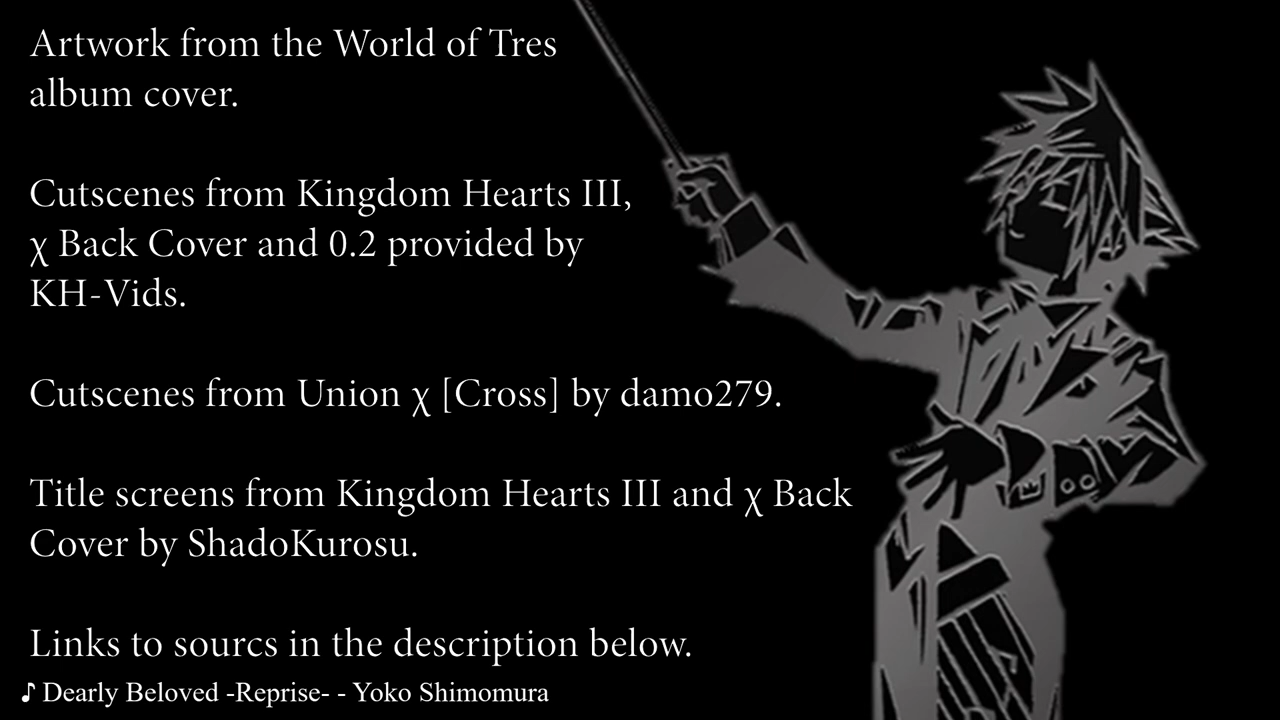 Artwork from the World of Tres
album cover.
Cutscenes from Kingdom Hearts III,
χ Back Cover and 0.2 provided by
KH-Vids.
Cutscenes from Union χ [Cross] by damo279.
Title screens from Kingdom Hearts III and χ Back
Cover by ShadoKurosu.
Links to sourcs in the description below.
♪ Dearly Beloved -Reprise- - Yoko Shimomura